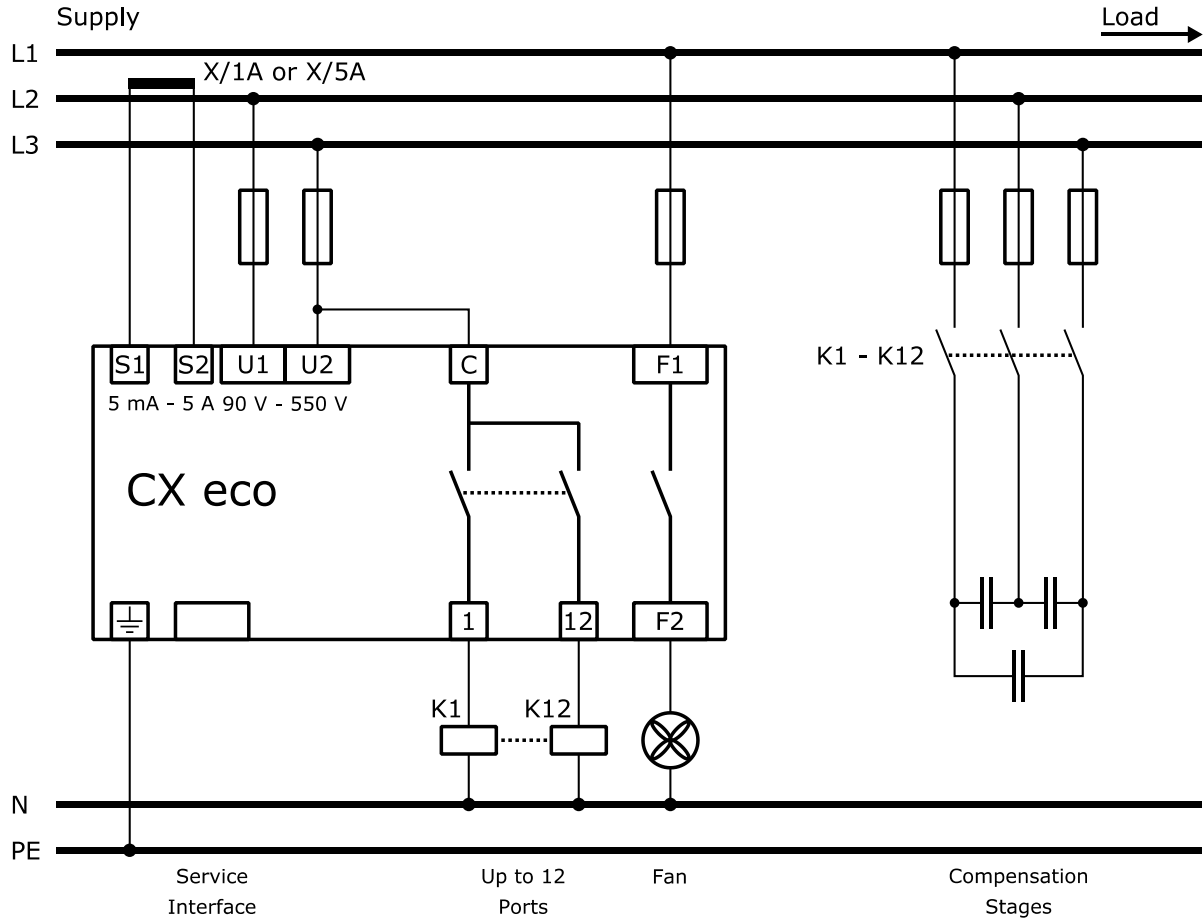 Supply
Load
L1
X/1A or X/5A
L2
L3
S1
S2
U1
U2
C
F1
5 mA - 5 A
90 V - 550 V
K1 - K12
CX eco
1
12
F2
K1
K12
N
PE
Service
Interface
Up to 12
Ports
Fan
Compensation
Stages